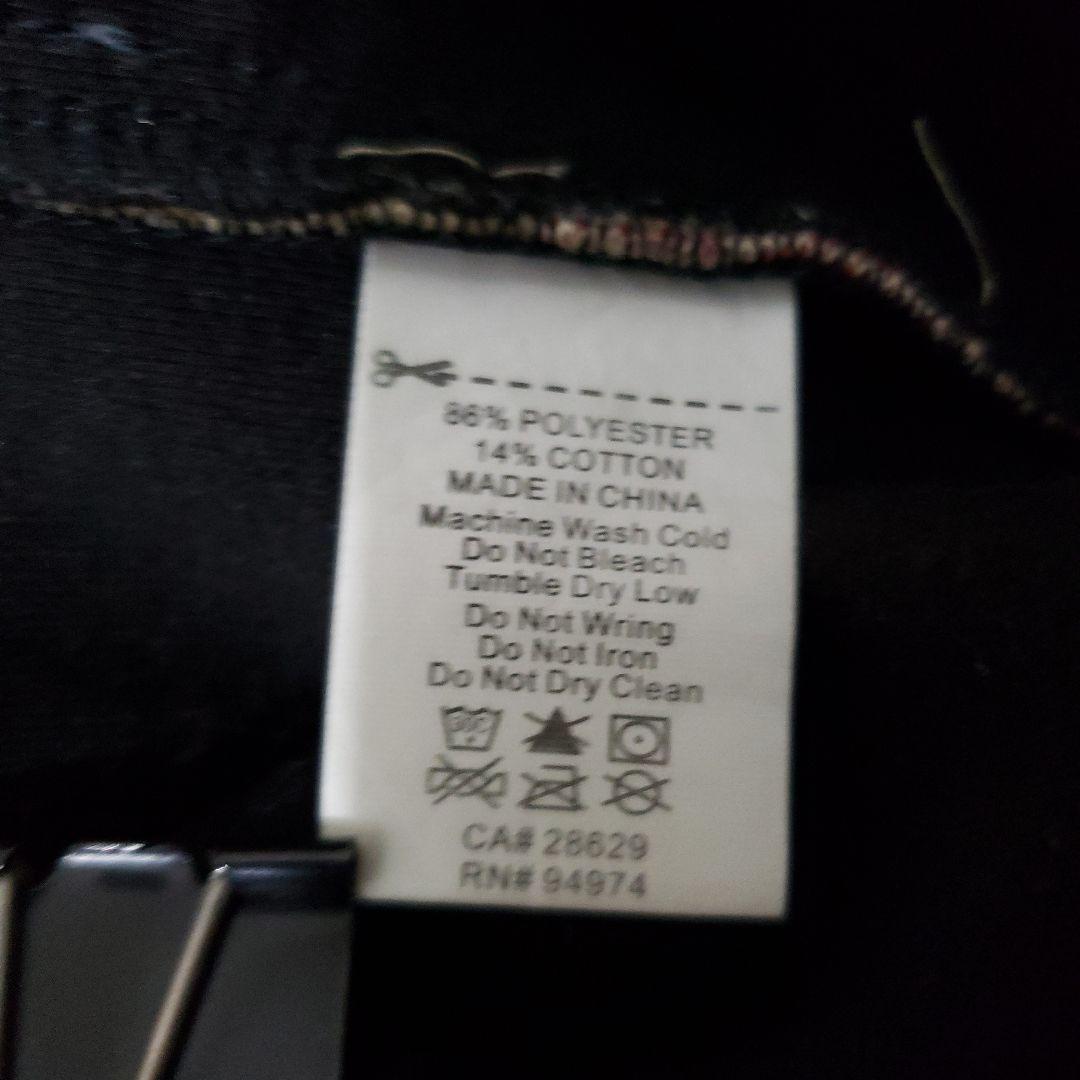 86% POLYESTER
14% COTTON
MADE IN CHINA
Machine Wash Cold
Do Not Bleach
Tumble Dry Low
Do Not Wring
Do Not Iron
Do Not Dry Clean
CA# 28629
RN# 94974